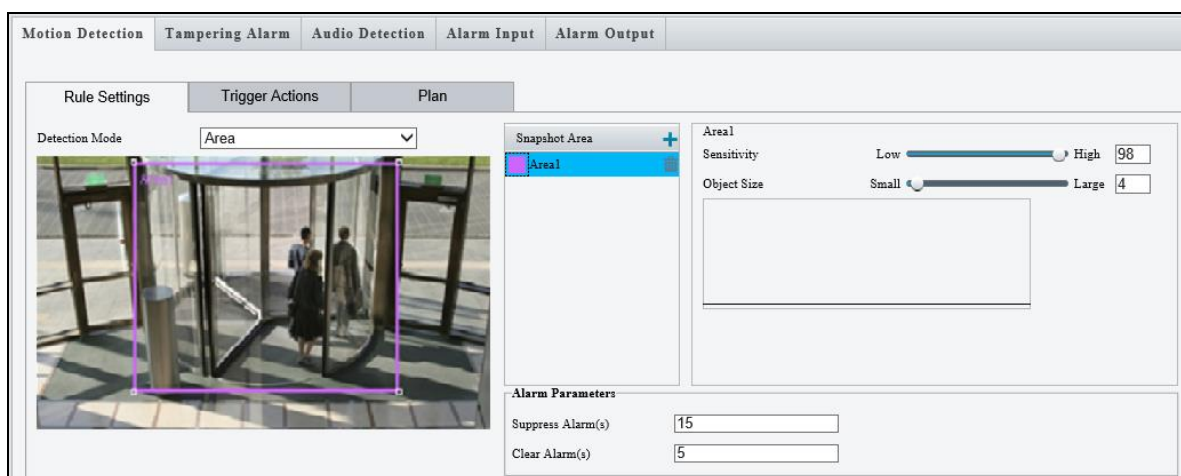 Motion Detection Tampering Alarm Audio Detection Alarm Input Alarm Output
Rule Settings Trigger Actions Plan
Detection Mode Area
Snapshot Area
Area1
Area1
Sensitivity Low High 98
Object Size Small Large 4
Alarm Parameters
Suppress Alarm(s) 15
Clear Alarm(s) 5